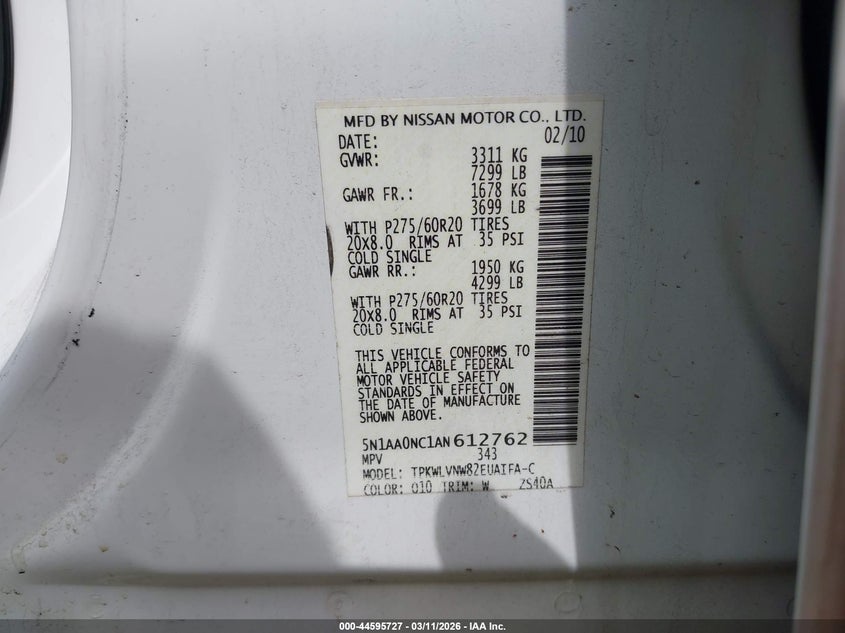 MFD BY NISSAN MOTOR CO., LTD.
DATE: 02/10
GVWR: 3311 KG
7299 LB
GAWR FR.: 1678 KG
3699 LB
WITH P275/60R20 TIRES
20X8.0 RIMS AT 35 PSI
COLD SINGLE
GAWR RR.: 1950 KG
4299 LB
WITH P275/60R20 TIRES
20X8.0 RIMS AT 35 PSI
COLD SINGLE
THIS VEHICLE CONFORMS TO
ALL APPLICABLE FEDERAL
MOTOR VEHICLE SAFETY
STANDARDS IN EFFECT ON
THE DATE OF MANUFACTURE
SHOWN ABOVE.
5N1AA0NC1AN612762
MPV 343
MODEL: TPKWLVNW82EUAIFA-C
COLOR: 010 TRIM: W ZS40A
000-44595727 - 03/11/2026 - IAA Inc.